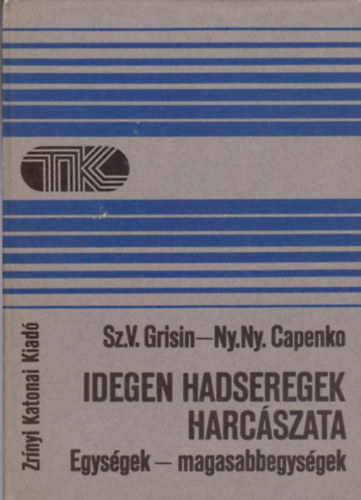 TK
Sz.V. Grisin—Ny.Ny. Capenko
IDEGEN HADSEREGEK
HARCÁSZATA
Egységek — magasabbegységek
Zrínyi Katonai Kiadó